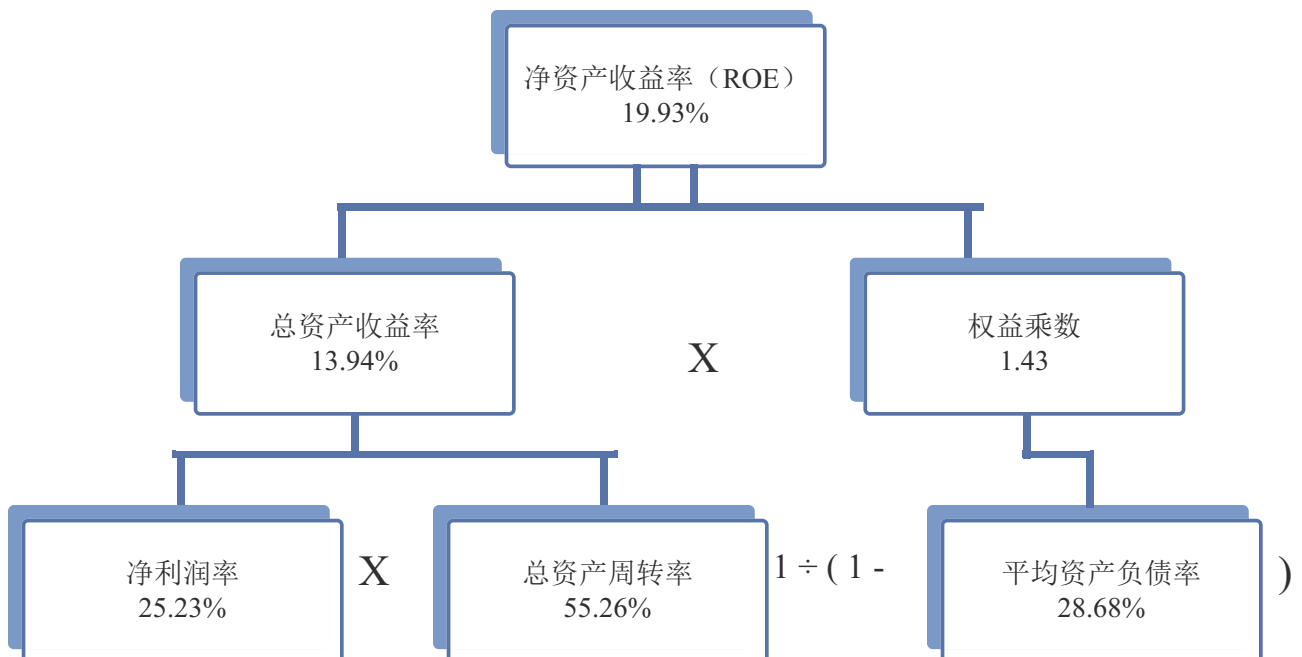 净资产收益率（ROE）
19.93%
总资产收益率
13.94%
X
权益乘数
1.43
净利润率
25.23%
X
总资产周转率
55.26%
1 ÷ ( 1 -
平均资产负债率
28.68%
)